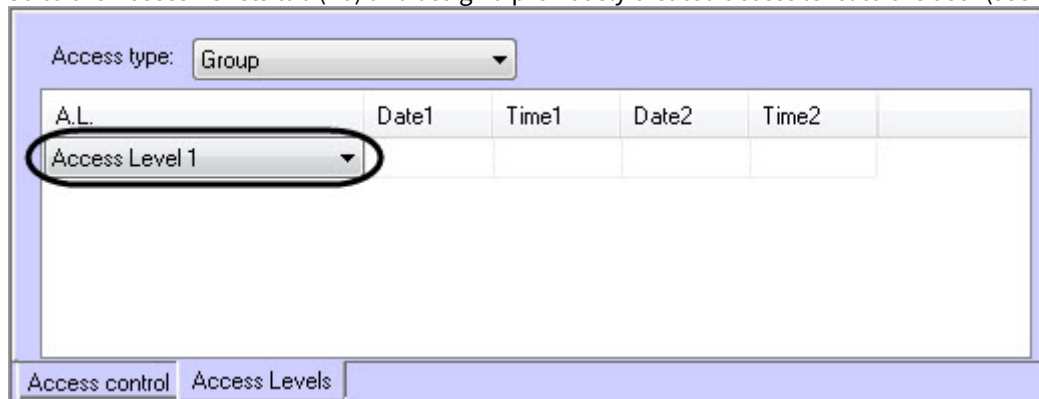 Access type: Group
A.L. Date1 Time1 Date2 Time2
Access Level 1
Access control Access Levels